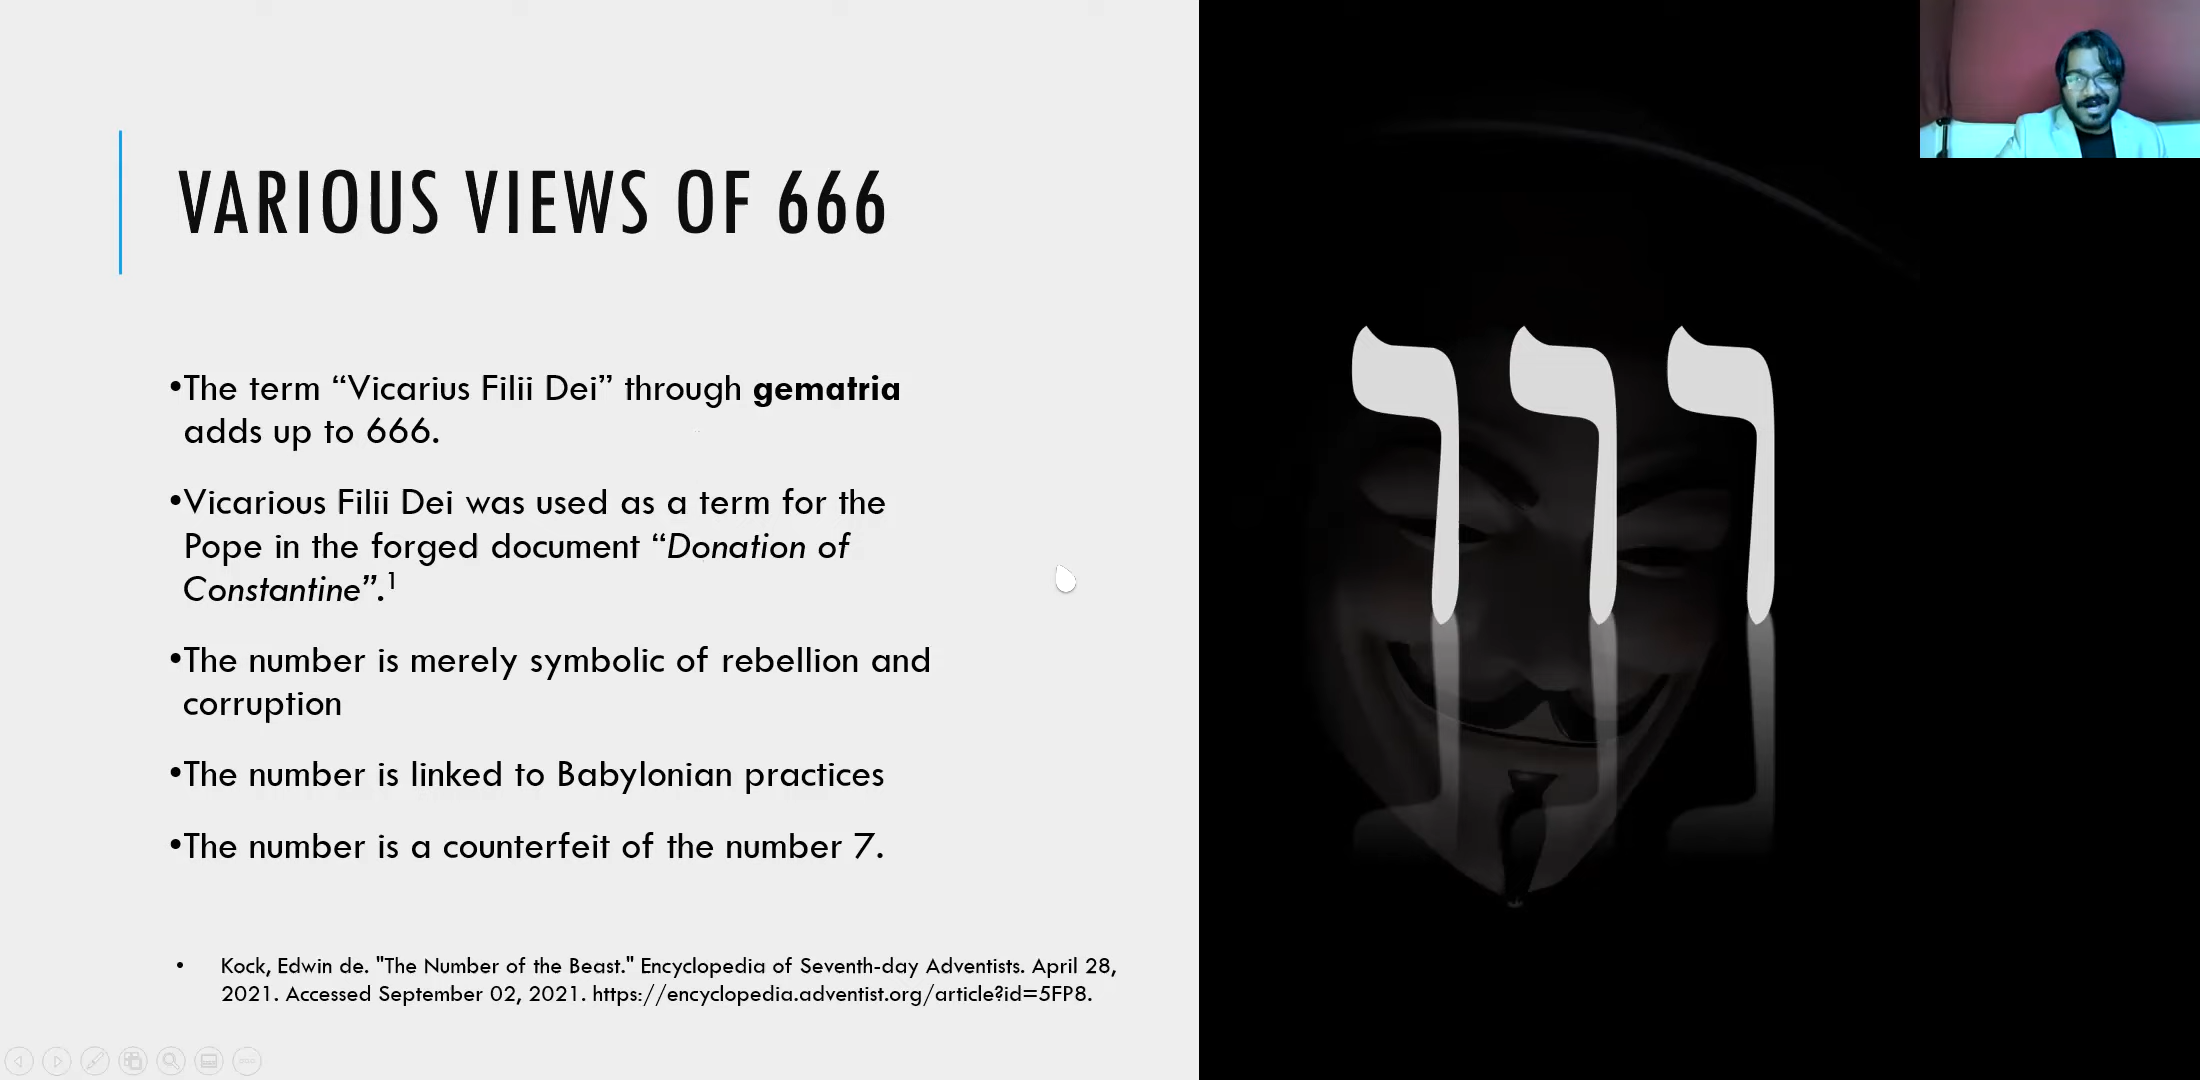 VARIOUS VIEWS OF 666
•The term “Vicarius Filii Dei” through gematria
adds up to 666.
•Vicarious Filii Dei was used as a term for the
Pope in the forged document “Donation of
Constantine”.¹
•The number is merely symbolic of rebellion and
corruption
•The number is linked to Babylonian practices
•The number is a counterfeit of the number 7.
• Kock, Edwin de. "The Number of the Beast." Encyclopedia of Seventh-day Adventists. April 28,
2021. Accessed September 02, 2021. https://encyclopedia.adventist.org/article?id=5FP8.
ווו